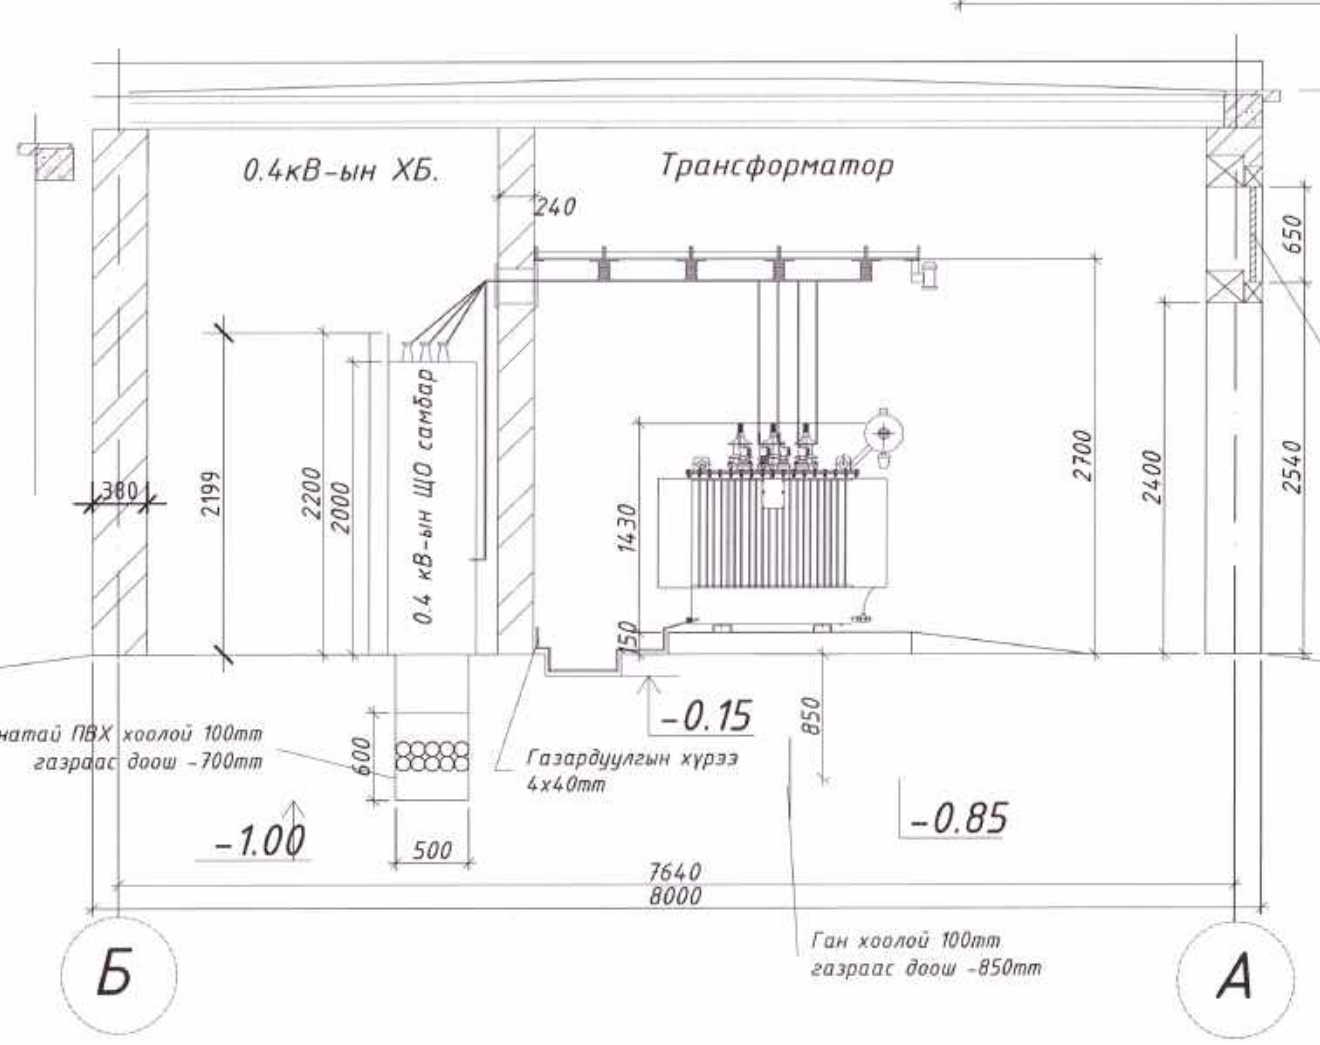 0.4кВ-ын ХБ.
Трансформатор
240
650
380
2199
2200
2000
0.4 кВ-ын ЩО самбар
1430
150
2700
2400
2540
натай ПВХ хоолой 100mm
газраас доош -700mm
600
-0.15
850
Газардуулгын хүрээ
4x40mm
-1.00
500
-0.85
7640
8000
Ган хоолой 100mm
газраас доош -850mm
Б
А